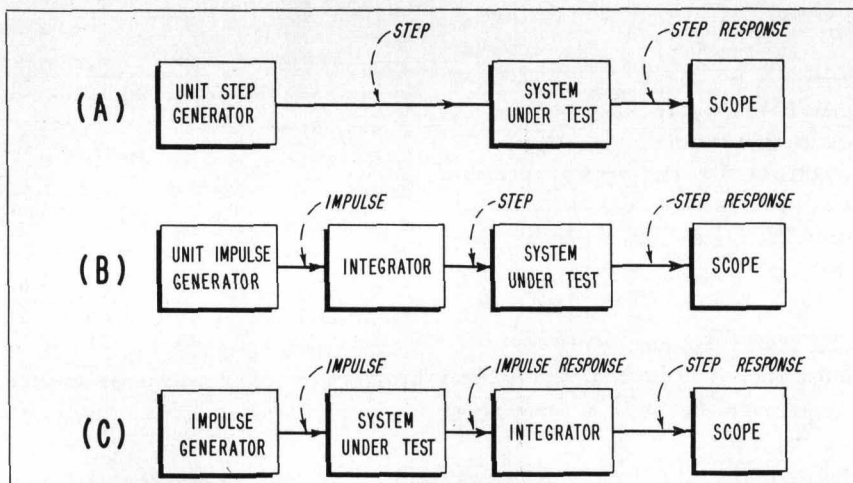 STEP
STEP RESPONSE
(A)
UNIT STEP
GENERATOR
SYSTEM
UNDER TEST
SCOPE
IMPULSE
STEP
STEP RESPONSE
(B)
UNIT IMPULSE
GENERATOR
INTEGRATOR
SYSTEM
UNDER TEST
SCOPE
IMPULSE
IMPULSE RESPONSE
STEP RESPONSE
(C)
IMPULSE
GENERATOR
SYSTEM
UNDER TEST
INTEGRATOR
SCOPE